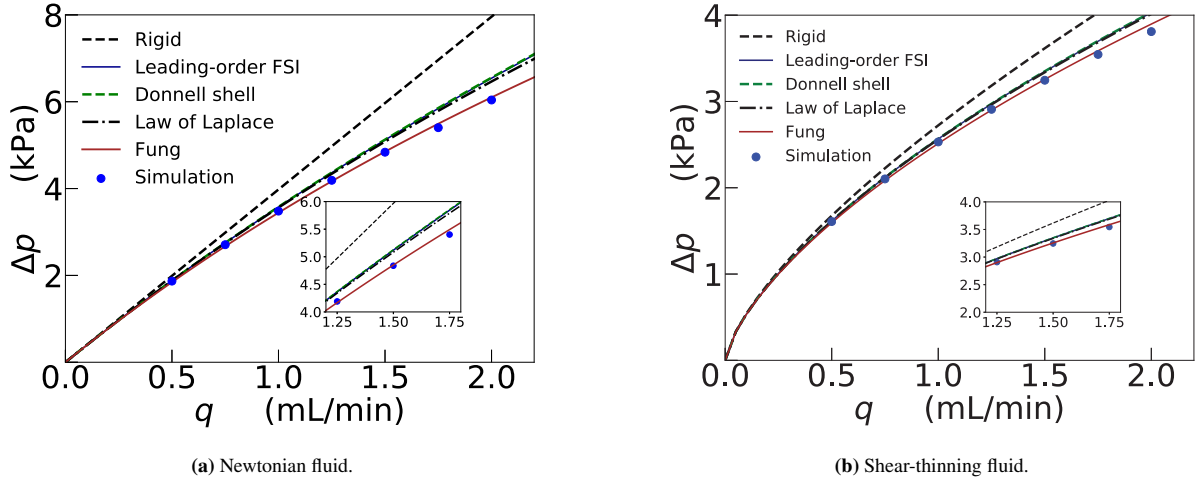 8
6
4
2
0.0 0.5 1.0 1.5 2.0
Δp (kPa)
q (mL/min)
Rigid
Leading-order FSI
Donnell shell
Law of Laplace
Fung
Simulation
6.0
5.5
5.0
4.5
4.0
1.25 1.50 1.75
(a) Newtonian fluid.
4
3
2
1
0
0.0 0.5 1.0 1.5 2.0
Δp (kPa)
q (mL/min)
Rigid
Leading-order FSI
Donnell shell
Law of Laplace
Fung
Simulation
4.0
3.5
3.0
2.5
2.0
1.25 1.50 1.75
(b) Shear-thinning fluid.